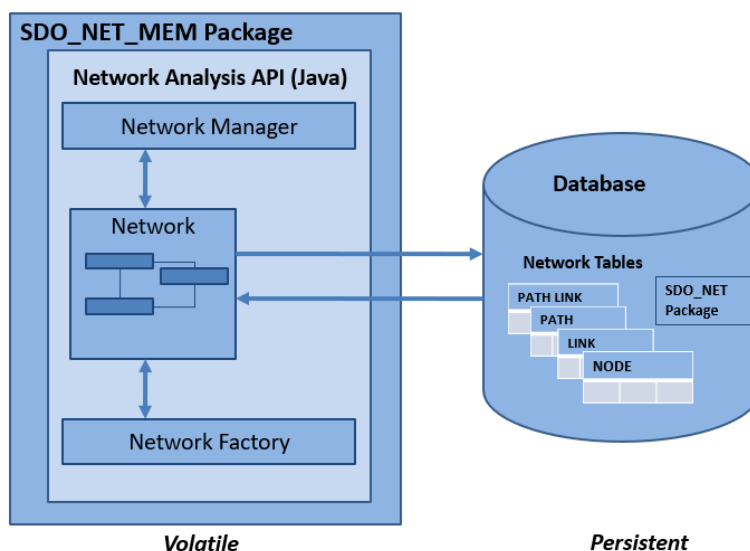 SDO_NET_MEM Package
Network Analysis API (Java)
Network Manager
Network
Network Factory
Volatile
Database
Network Tables
PATH LINK
PATH
LINK
NODE
SDO_NET
Package
Persistent